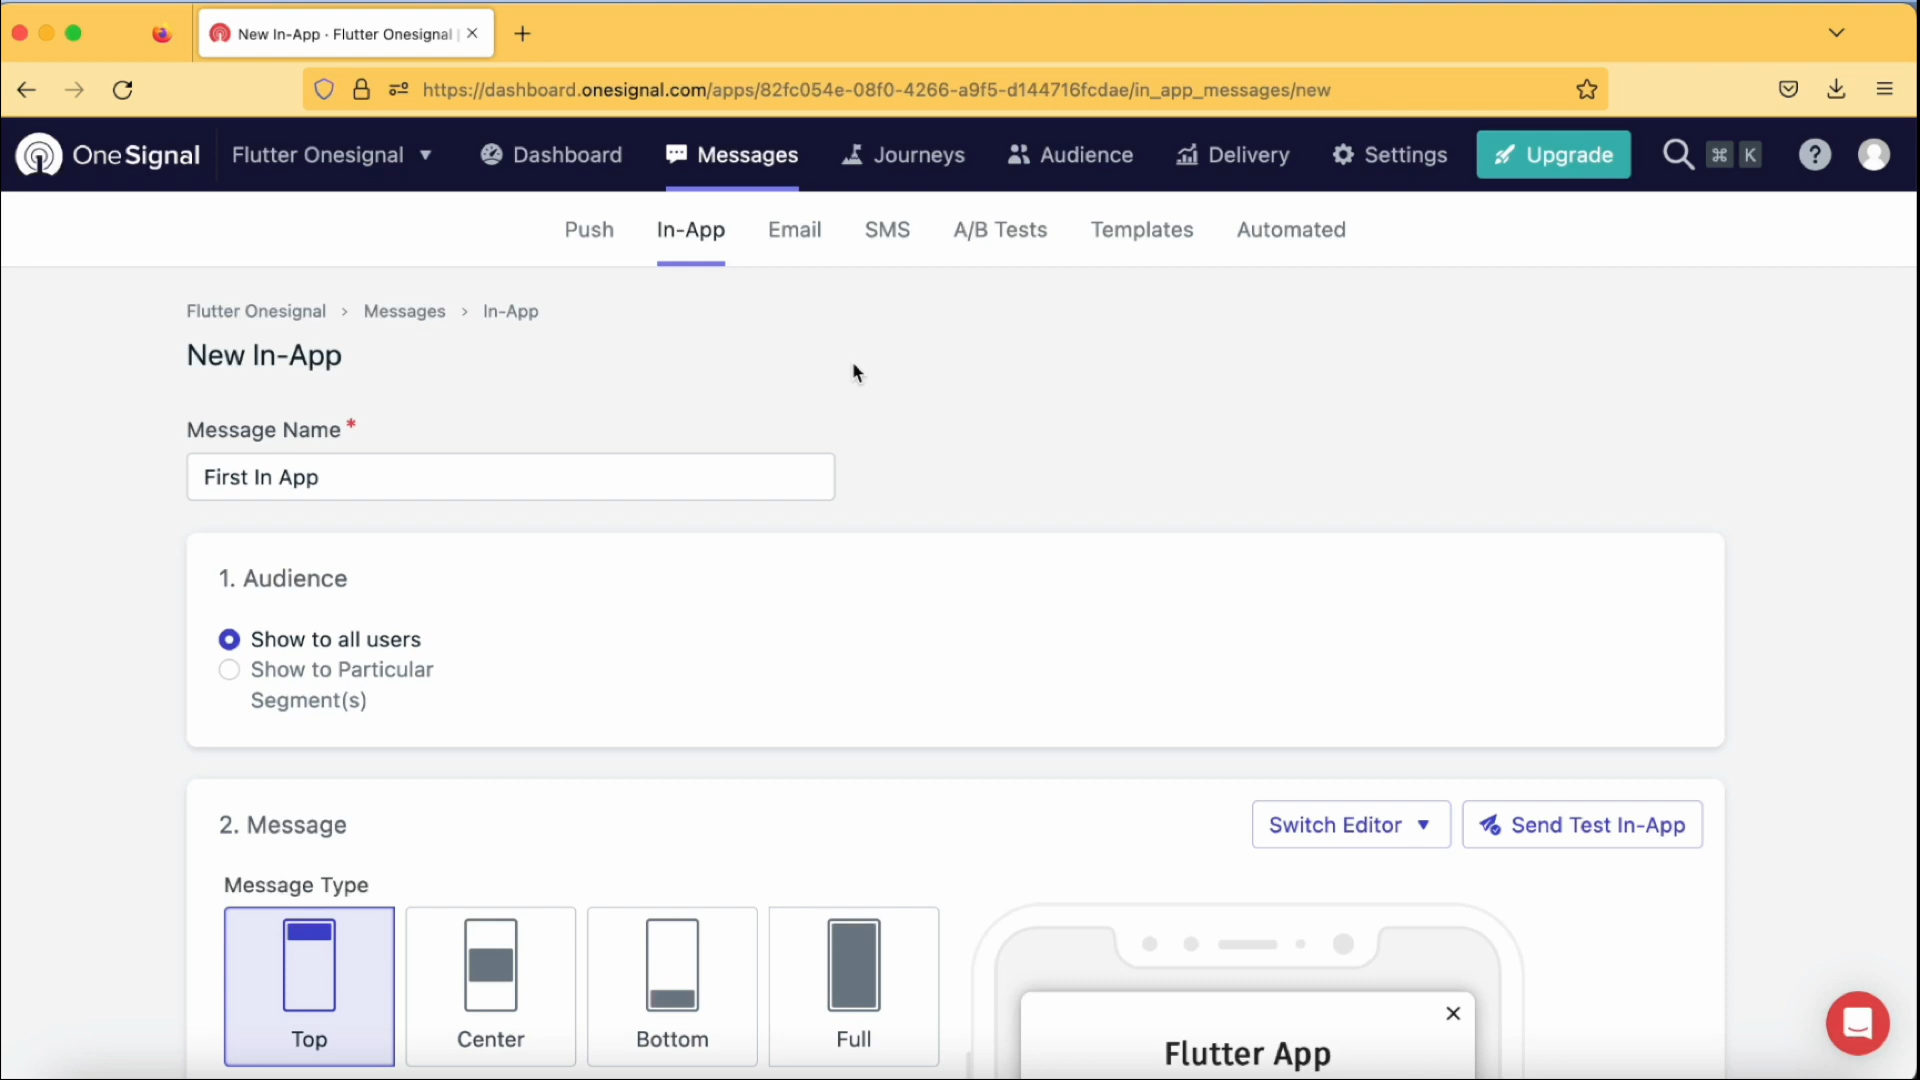 New In-App · Flutter Onesignal
https://dashboard.onesignal.com/apps/82fc054e-08f0-4266-a9f5-d144716fcdae/in_app_messages/new
OneSignal
Flutter Onesignal
Dashboard
Messages
Journeys
Audience
Delivery
Settings
Upgrade
⌘ K
?
Push
In-App
Email
SMS
A/B Tests
Templates
Automated
Flutter Onesignal > Messages > In-App
New In-App
Message Name *
First In App
1. Audience
Show to all users
Show to Particular
Segment(s)
2. Message
Switch Editor
Send Test In-App
Message Type
Top
Center
Bottom
Full
Flutter App